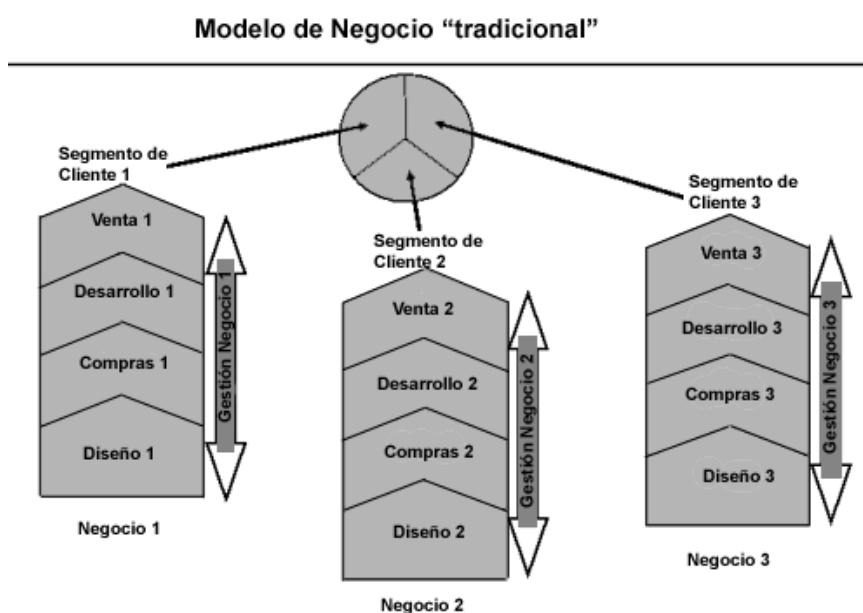 Modelo de Negocio “tradicional”
Segmento de
Cliente 1
Venta 1
Desarrollo 1
Compras 1
Diseño 1
Gestión Negocio 1
Negocio 1
Segmento de
Cliente 2
Venta 2
Desarrollo 2
Compras 2
Diseño 2
Gestión Negocio 2
Negocio 2
Segmento de
Cliente 3
Venta 3
Desarrollo 3
Compras 3
Diseño 3
Gestión Negocio 3
Negocio 3